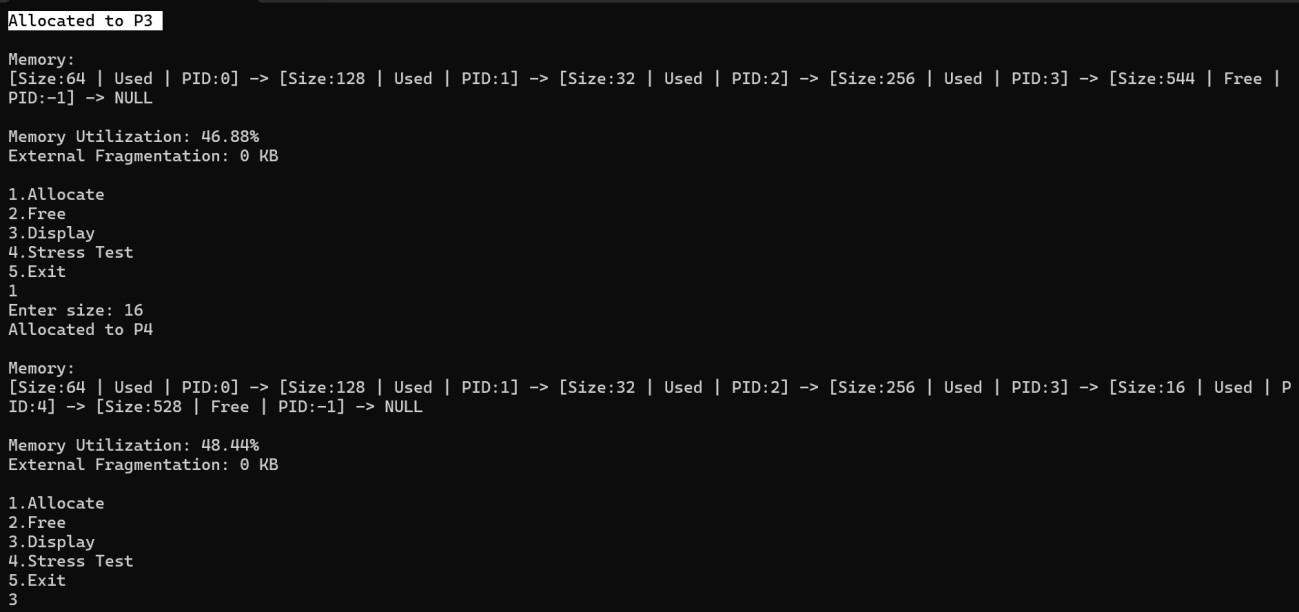 Allocated to P3
Memory:
[Size:64 | Used | PID:0] -> [Size:128 | Used | PID:1] -> [Size:32 | Used | PID:2] -> [Size:256 | Used | PID:3] -> [Size:544 | Free |
PID:-1] -> NULL
Memory Utilization: 46.88%
External Fragmentation: 0 KB
1.Allocate
2.Free
3.Display
4.Stress Test
5.Exit
1
Enter size: 16
Allocated to P4
Memory:
[Size:64 | Used | PID:0] -> [Size:128 | Used | PID:1] -> [Size:32 | Used | PID:2] -> [Size:256 | Used | PID:3] -> [Size:16 | Used | P
ID:4] -> [Size:528 | Free | PID:-1] -> NULL
Memory Utilization: 48.44%
External Fragmentation: 0 KB
1.Allocate
2.Free
3.Display
4.Stress Test
5.Exit
3